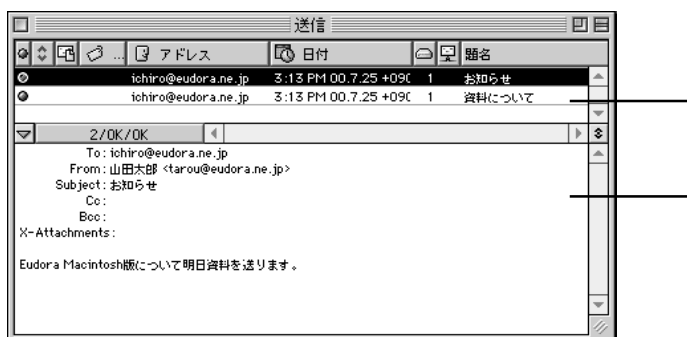 送信
... アドレス 日付 題名
ichiro@eudora.ne.jp 3:13 PM 00.7.25 +090 1 お知らせ
ichiro@eudora.ne.jp 3:13 PM 00.7.25 +090 1 資料について
2/0K/0K
To: ichiro@eudora.ne.jp
From: 山田太郎 <tarou@eudora.ne.jp>
Subject: お知らせ
Cc:
Bcc:
X-Attachments:
Eudora Macintosh版について明日資料を送ります。